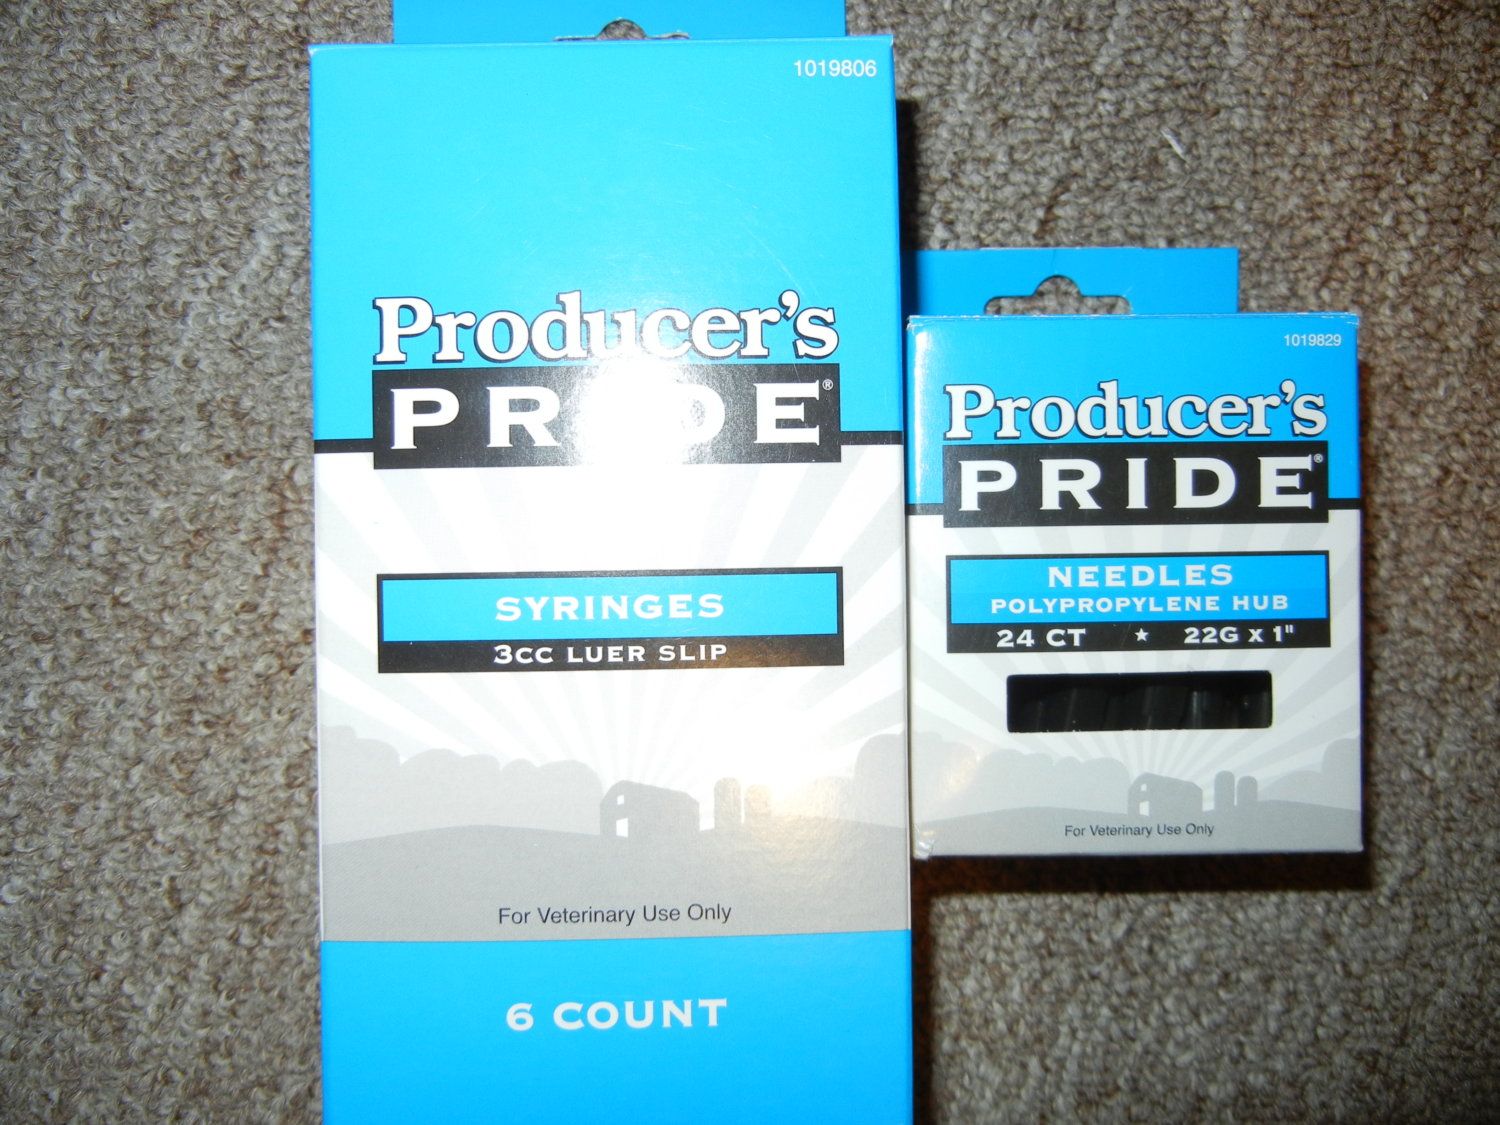 1019806
Producer's
PRIDE®
SYRINGES
3CC LUER SLIP
For Veterinary Use Only
6 COUNT
1019829
Producer's
PRIDE®
NEEDLES
POLYPROPYLENE HUB
24 CT ★ 22G X 1"
For Veterinary Use Only